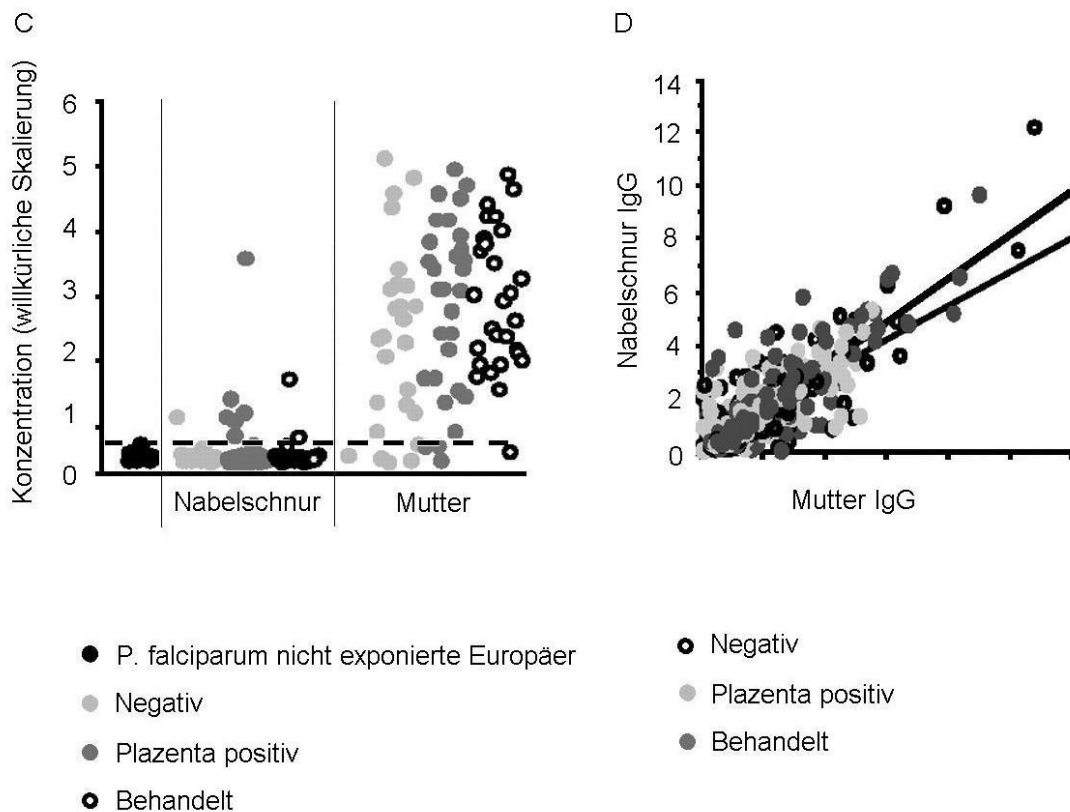 C
Konzentration (willkürliche Skalierung)
6
5
4
3
2
1
0
Nabelschnur
Mutter
P. falciparum nicht exponierte Europäer
Negativ
Plazenta positiv
Behandelt
D
Nabelschnur IgG
14
12
10
8
6
4
2
0
Mutter IgG
Negativ
Plazenta positiv
Behandelt